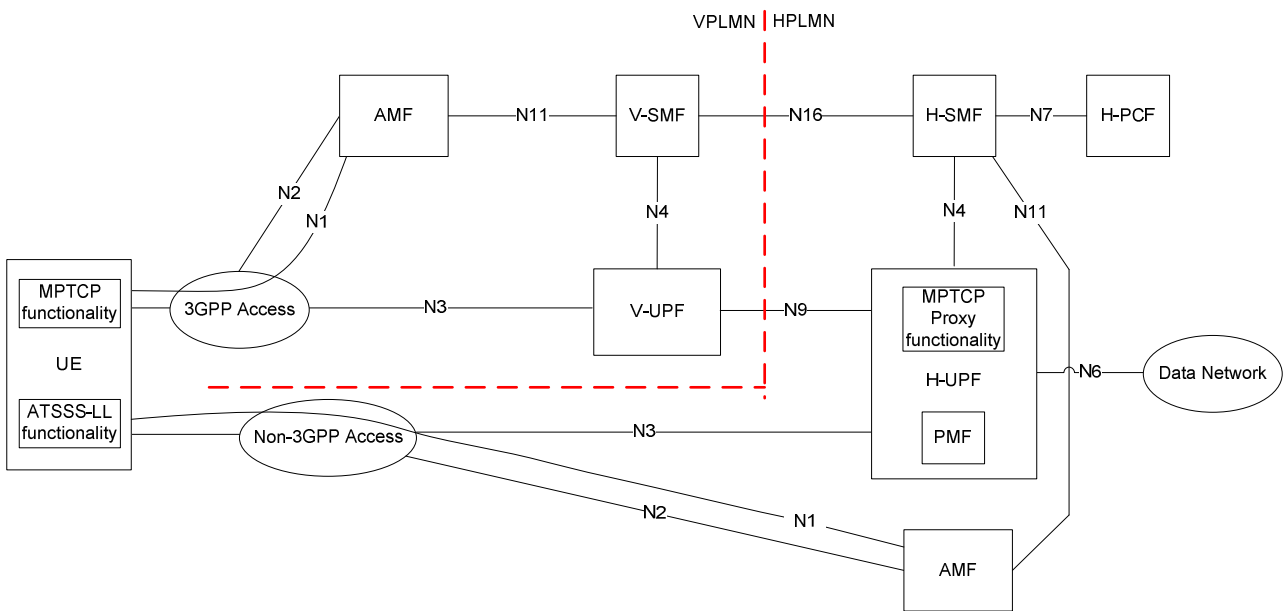 VPLMN
HPLMN
AMF
N11
V-SMF
N16
H-SMF
N7
H-PCF
N2
N1
N4
N4
N11
MPTCP
functionality
3GPP Access
N3
V-UPF
N9
MPTCP
Proxy
functionality
UE
H-UPF
N6
Data Network
ATSSS-LL
functionality
Non-3GPP Access
N3
PMF
N2
N1
AMF